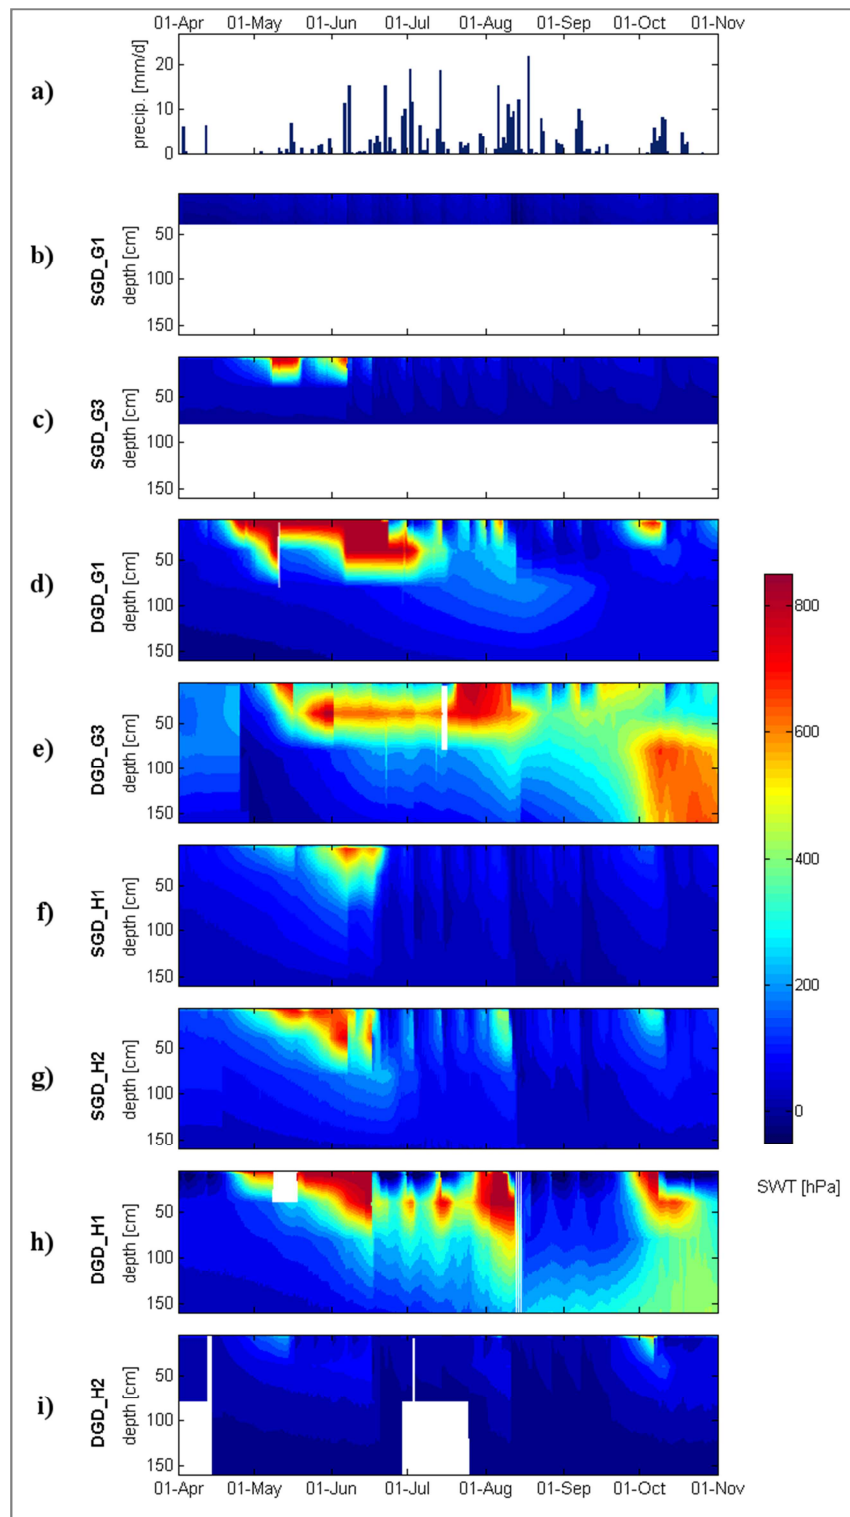 01-Apr 01-May 01-Jun 01-Jul 01-Aug 01-Sep 01-Oct 01-Nov
a)
precip. [mm/d]
20
10
0
b)
SGD_G1
depth [cm]
50
100
150
c)
SGD_G3
depth [cm]
50
100
150
d)
DGD_G1
depth [cm]
50
100
150
e)
DGD_G3
depth [cm]
50
100
150
f)
SGD_H1
depth [cm]
50
100
150
g)
SGD_H2
depth [cm]
50
100
150
h)
DGD_H1
depth [cm]
50
100
150
i)
DGD_H2
depth [cm]
50
100
150
01-Apr 01-May 01-Jun 01-Jul 01-Aug 01-Sep 01-Oct 01-Nov
800
600
400
200
0
SWT [hPa]